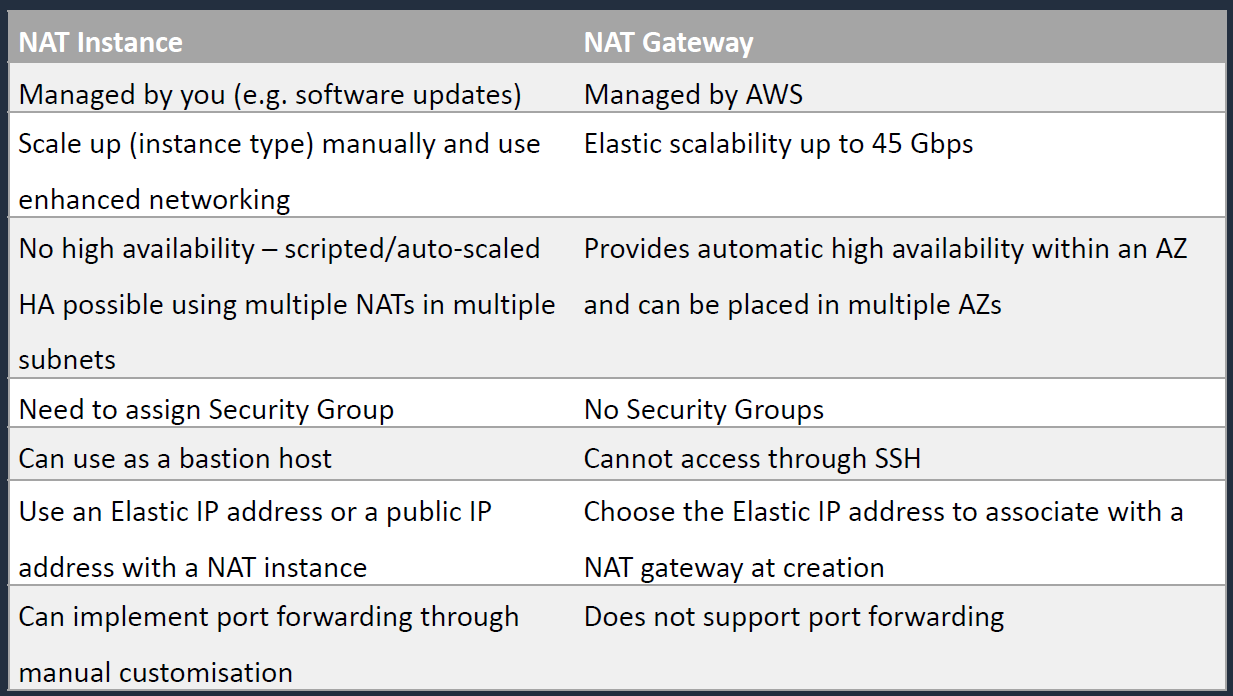 NAT Instance
NAT Gateway
Managed by you (e.g. software updates)
Managed by AWS
Scale up (instance type) manually and use
enhanced networking
Elastic scalability up to 45 Gbps
No high availability – scripted/auto-scaled
HA possible using multiple NATs in multiple
subnets
Provides automatic high availability within an AZ
and can be placed in multiple AZs
Need to assign Security Group
No Security Groups
Can use as a bastion host
Cannot access through SSH
Use an Elastic IP address or a public IP
address with a NAT instance
Choose the Elastic IP address to associate with a
NAT gateway at creation
Can implement port forwarding through
manual customisation
Does not support port forwarding